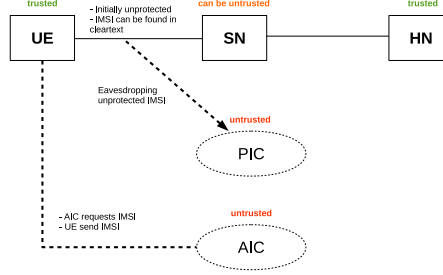 trusted
can be untrusted
trusted
UE
- Initially unprotected
- IMSI can be found in
cleartext
SN
HN
Eavesdropping
unprotected IMSI
untrusted
PIC
- AIC requests IMSI
- UE send IMSI
untrusted
AIC